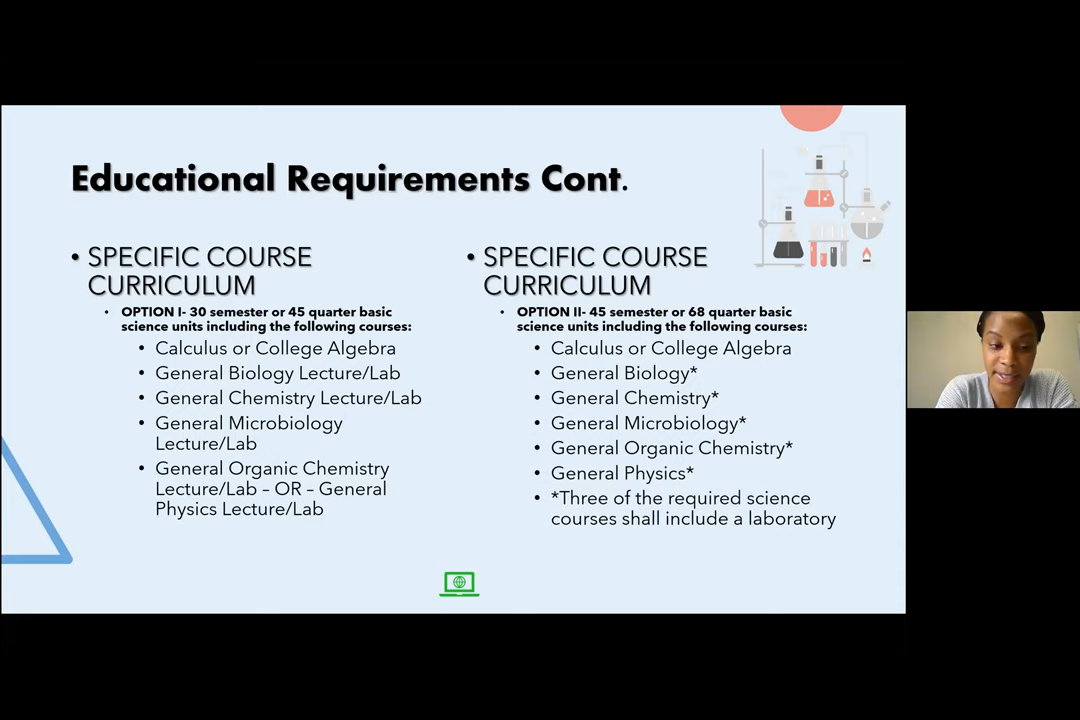 Educational Requirements Cont.
• SPECIFIC COURSE
CURRICULUM
• OPTION I- 30 semester or 45 quarter basic
science units including the following courses:
• Calculus or College Algebra
• General Biology Lecture/Lab
• General Chemistry Lecture/Lab
• General Microbiology
Lecture/Lab
• General Organic Chemistry
Lecture/Lab – OR – General
Physics Lecture/Lab
• SPECIFIC COURSE
CURRICULUM
• OPTION II- 45 semester or 68 quarter basic
science units including the following courses:
• Calculus or College Algebra
• General Biology*
• General Chemistry*
• General Microbiology*
• General Organic Chemistry*
• General Physics*
• *Three of the required science
courses shall include a laboratory